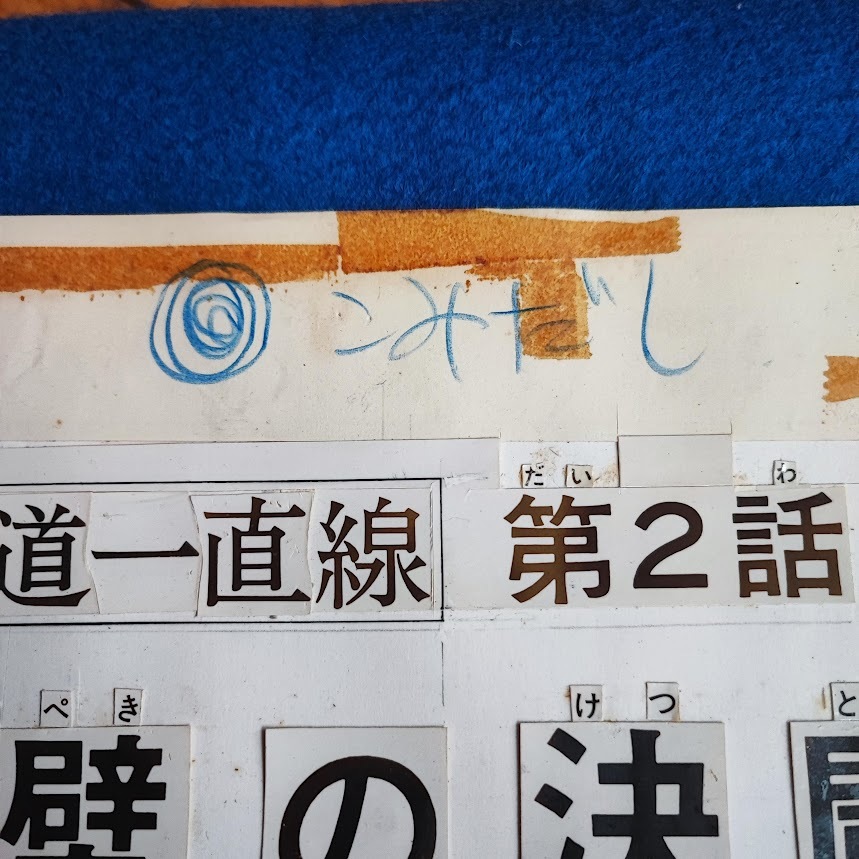 ◎こみだし
だい わ
道一直線 第2話
ぺき けつ と
壁の決